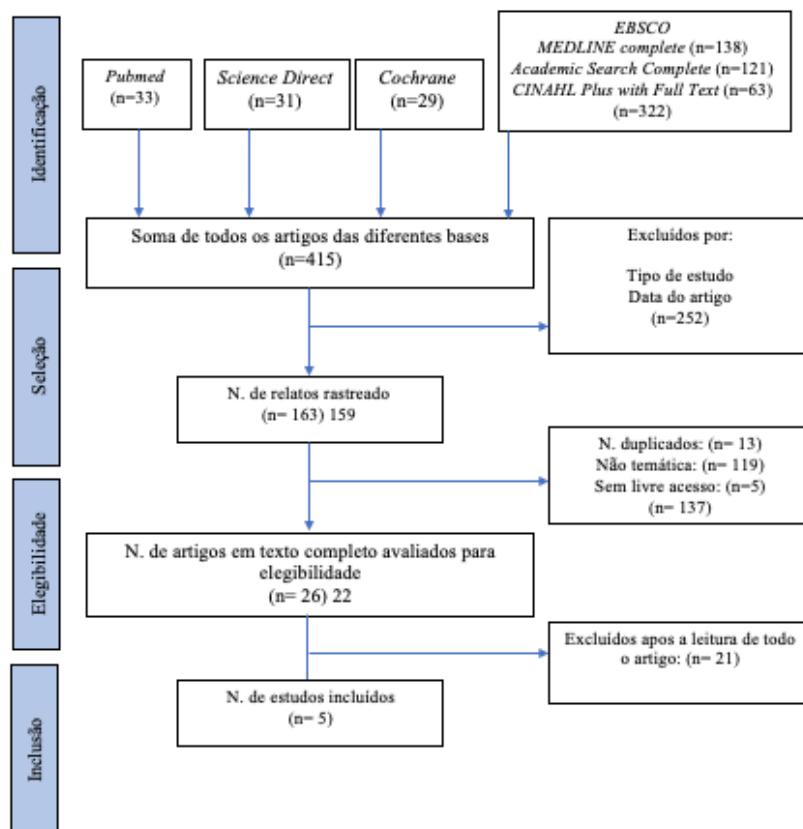 Identificação
Pubmed
(n=33)
Science Direct
(n=31)
Cochrane
(n=29)
EBSCO
MEDLINE complete (n=138)
Academic Search Complete (n=121)
CINAHL Plus with Full Text (n=63)
(n=322)
Soma de todos os artigos das diferentes bases
(n=415)
Excluídos por:
Tipo de estudo
Data do artigo
(n=252)
Seleção
N. de relatos rastreado
(n= 163) 159
N. duplicados: (n= 13)
Não temática: (n= 119)
Sem livre acesso: (n=5)
(n= 137)
Elegibilidade
N. de artigos em texto completo avaliados para
elegibilidade
(n= 26) 22
Excluídos apos a leitura de todo
o artigo: (n= 21)
Inclusão
N. de estudos incluídos
(n= 5)